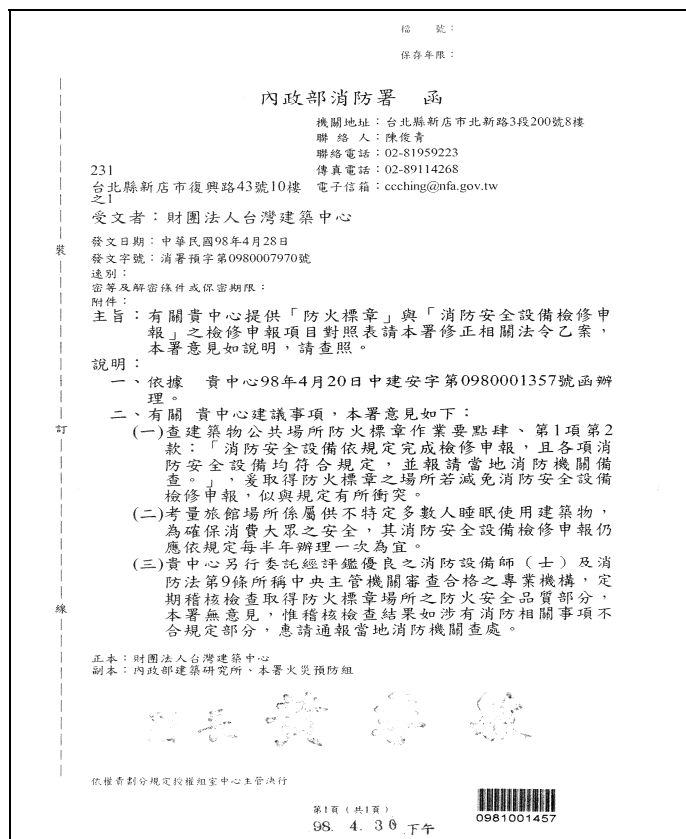 檔　　號：
保存年限：
內政部消防署　函
機關地址：台北縣新店市北新路3段200號8樓
聯 絡 人：陳俊青
聯絡電話：02-81959223
傳真電話：02-89114268
電子信箱：ccching@nfa.gov.tw
231
台北縣新店市復興路43號10樓
之1
受文者：財團法人台灣建築中心
發文日期：中華民國98年4月28日
發文字號：消署預字第0980007970號
速別：
密等及解密條件或保密期限：
附件：
主旨：有關貴中心提供「防火標章」與「消防安全設備檢修申
報」之檢修申報項目對照表請本署修正相關法令乙案，
本署意見如說明，請查照。
說明：
一、依據　貴中心98年4月20日中建安字第0980001357號函辦
理。
二、有關 貴中心建議事項，本署意見如下：
(一)查建築物公共場所防火標章作業要點肆、第1項第2
款：「消防安全設備依規定完成檢修申報，且各項消
防安全設備均符合規定，並報請當地消防機關備
查。」，爰取得防火標章之場所若減免消防安全設備
檢修申報，似與規定有所衝突。
(二)考量旅館場所係屬供不特定多數人睡眠使用建築物，
為確保消費大眾之安全，其消防安全設備檢修申報仍
應依規定每半年辦理一次為宜。
(三)貴中心另行委託經評鑑優良之消防設備師（士）及消
防法第9條所稱中央主管機關審查合格之專業機構，定
期稽核檢查取得防火標章場所之防火安全品質部分，
本署無意見，惟稽核檢查結果如涉有消防相關事項不
合規定部分，惠請通報當地消防機關查處。
正本：財團法人台灣建築中心
副本：內政部建築研究所、本署火災預防組
署長 黃季敏
依權責劃分規定授權組室中心主管決行
裝
訂
線
第1頁（共1頁）
98. 4. 30 下午
0981001457